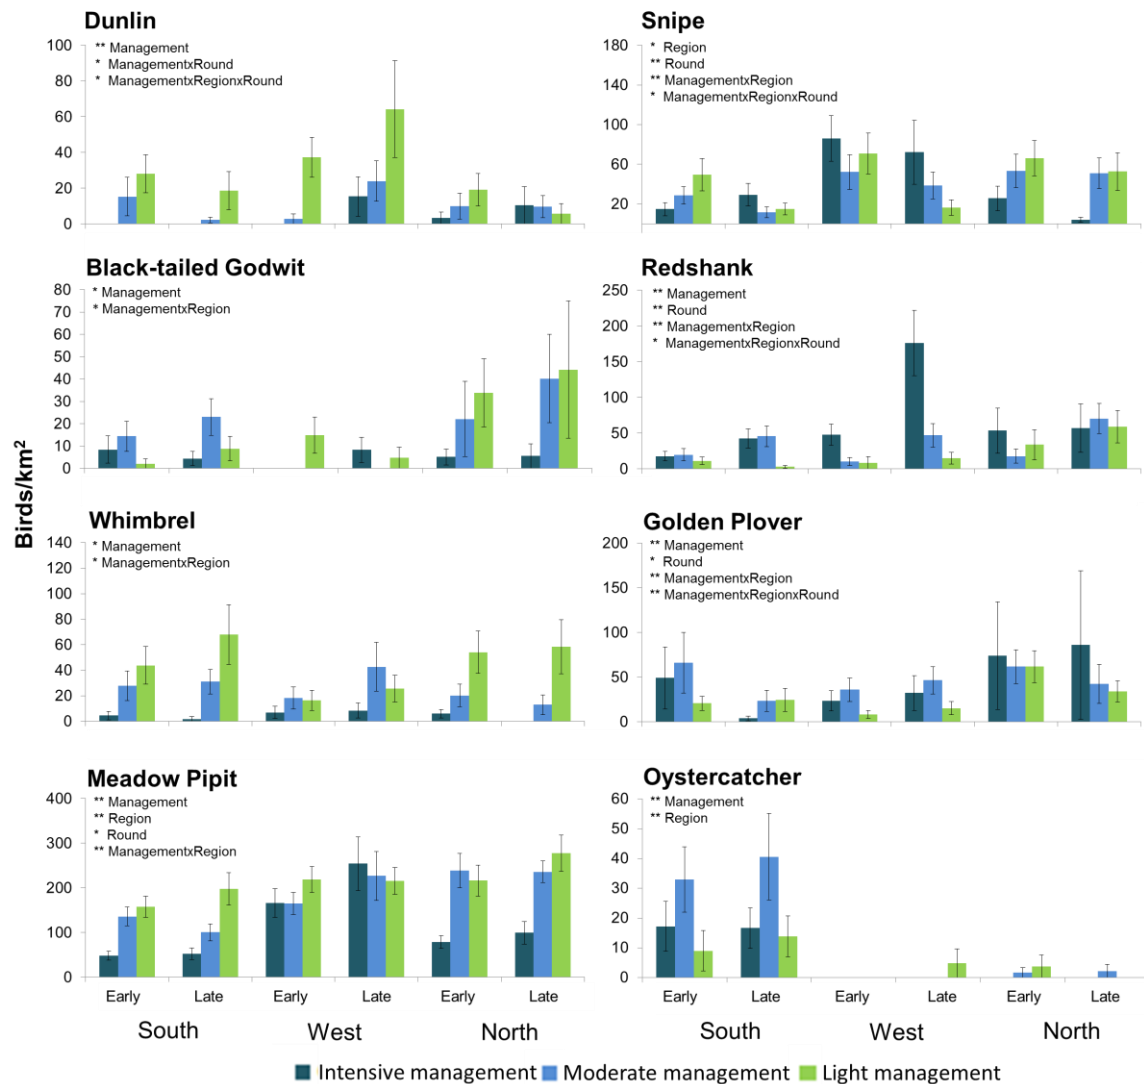 Dunlin
** Management
* ManagementxRound
* ManagementxRegionxRound
100
80
60
40
20
0
Snipe
* Region
** Round
** ManagementxRegion
* ManagementxRegionxRound
180
140
100
60
20
Black-tailed Godwit
* Management
* ManagementxRegion
80
70
60
50
40
30
20
10
0
Redshank
** Management
** Round
** ManagementxRegion
* ManagementxRegionxRound
250
200
150
100
50
0
Birds/km2
Whimbrel
* Management
* ManagementxRegion
140
120
100
80
60
40
20
0
Golden Plover
** Management
* Round
** ManagementxRegion
** ManagementxRegionxRound
200
150
100
50
0
Meadow Pipit
** Management
** Region
* Round
** ManagementxRegion
400
300
200
100
0
Early Late Early Late Early Late
South West North
Oystercatcher
** Management
** Region
60
50
40
30
20
10
0
Early Late Early Late Early Late
South West North
Intensive management Moderate management Light management